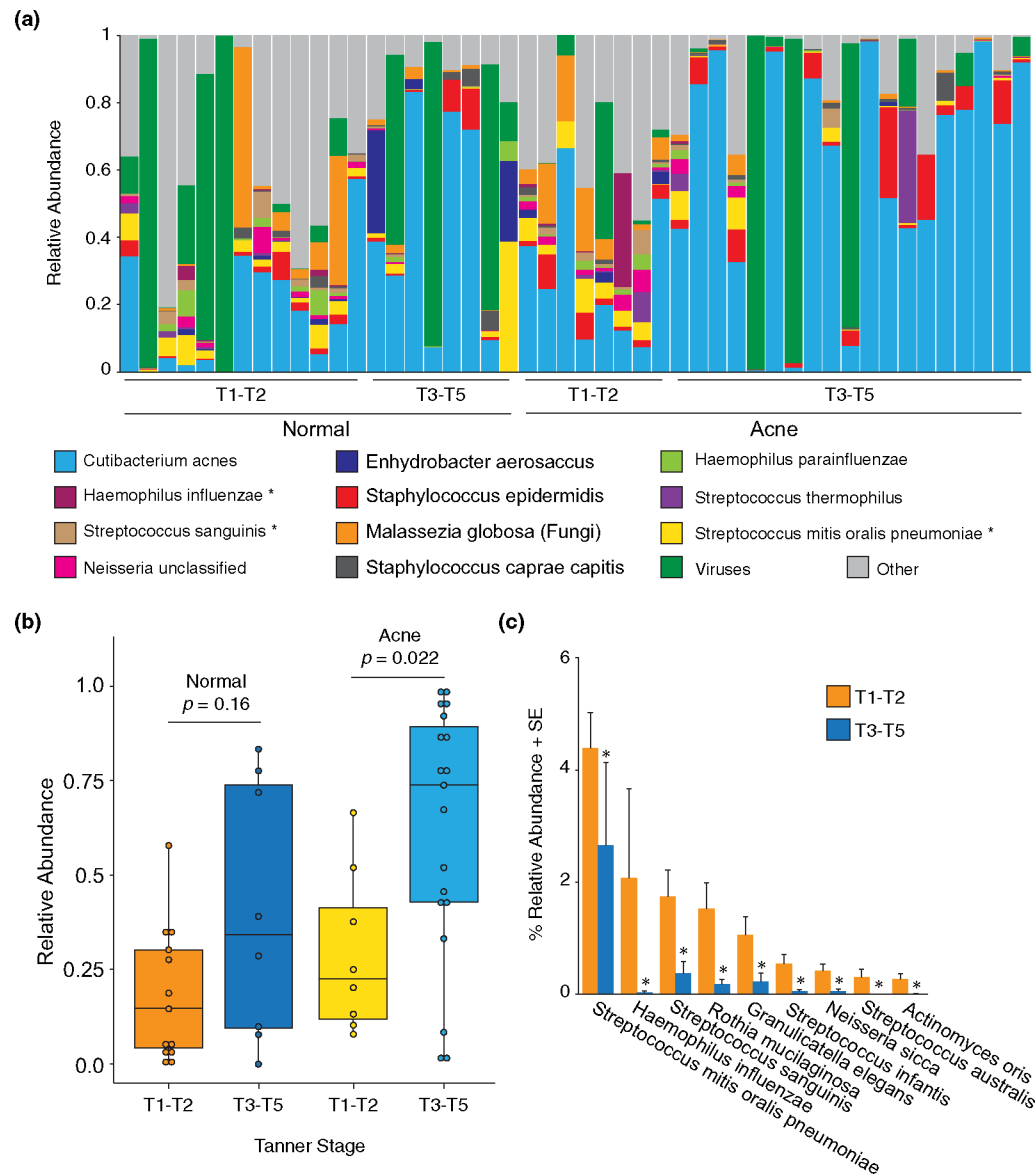 (a)
1
0.8
0.6
0.4
0.2
0
Relative Abundance
T1-T2
T3-T5
T1-T2
T3-T5
Normal
Acne
Cutibacterium acnes
Enhydrobacter aerosaccus
Haemophilus parainfluenzae
Haemophilus influenzae *
Staphylococcus epidermidis
Streptococcus thermophilus
Streptococcus sanguinis *
Malassezia globosa (Fungi)
Streptococcus mitis oralis pneumoniae *
Neisseria unclassified
Staphylococcus caprae capitis
Viruses
Other
(b)
Acne
p = 0.022
Normal
p = 0.16
1.0
0.75
0.5
0.25
0.0
Relative Abundance
T1-T2
T3-T5
T1-T2
T3-T5
Tanner Stage
(c)
6
4
2
0
% Relative Abundance + SE
T1-T2
T3-T5
*
*
*
*
*
*
*
*
*
Streptococcus mitis oralis pneumoniae
Haemophilus influenzae
Streptococcus sanguinis
Rothia mucilaginosa
Granulicatella elegans
Streptococcus infantis
Neisseria sicca
Streptococcus australis
Actinomyces oris